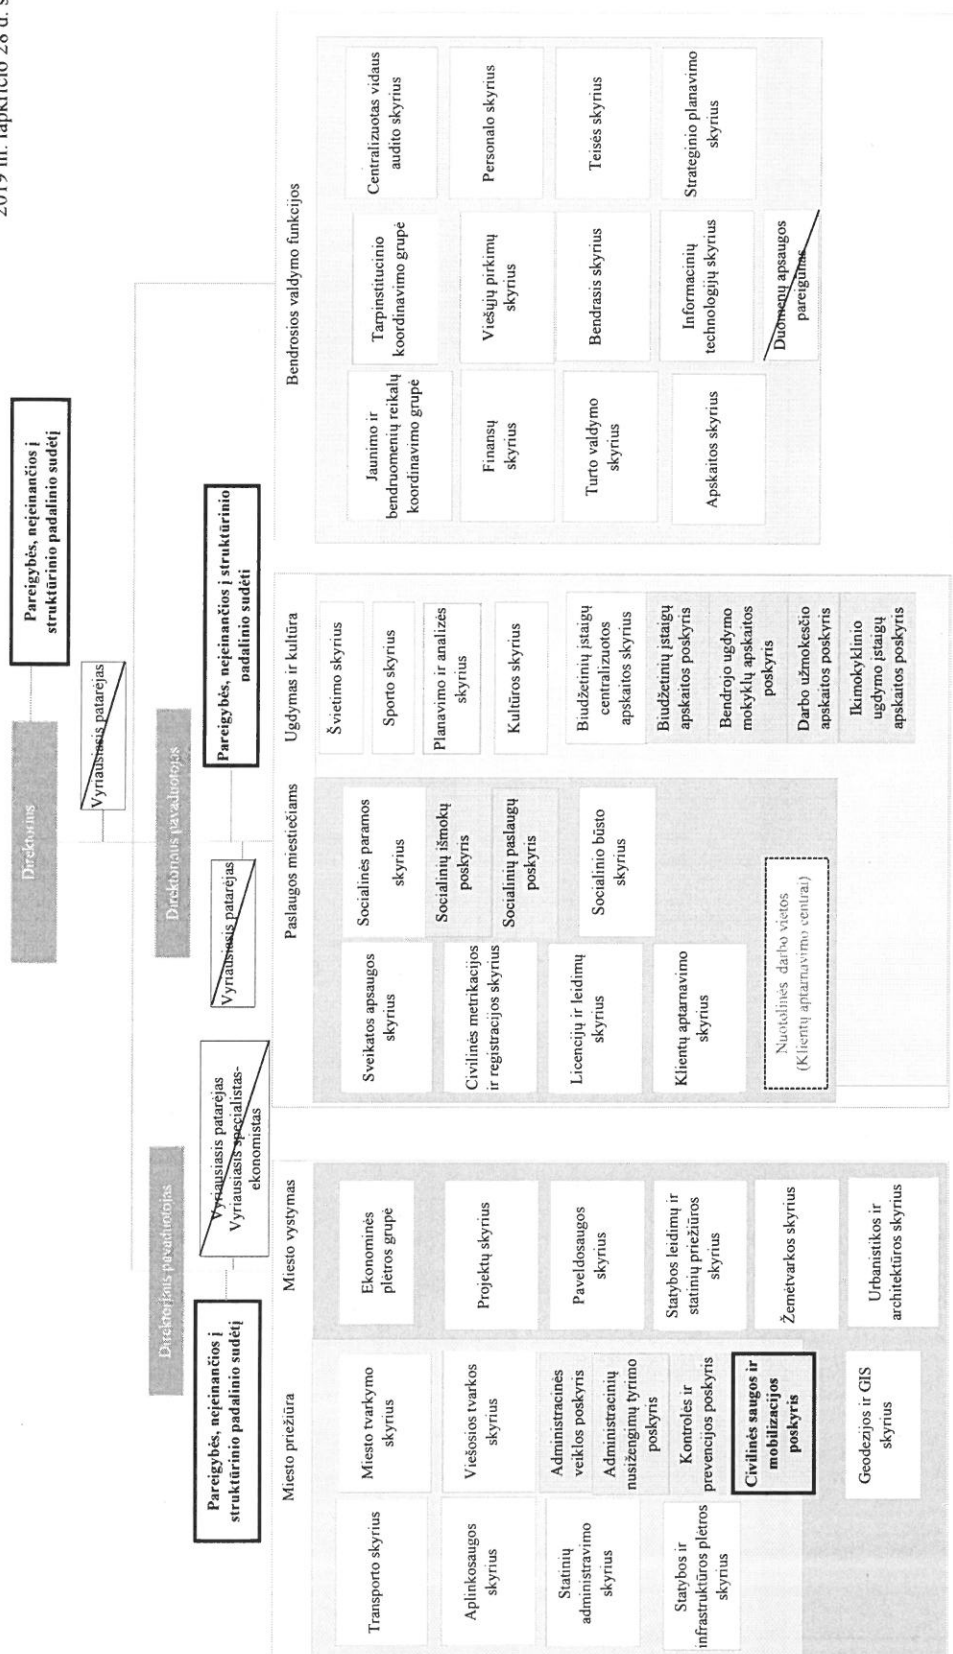 2019 m. lapkričio 28 d.
Direktorius
Pareigybės, neįeinančios į
struktūrinio padalinio sudėtį
Vyriausiasis patarėjas
Direktoriaus pavaduotojas
Pareigybės, neįeinančios į
struktūrinio padalinio sudėtį
Vyriausiasis patarėjas
Vyriausiasis specialistas-
ekonomistas
Direktoriaus pavaduotojas
Vyriausiasis patarėjas
Pareigybės, neįeinančios į struktūrinio
padalinio sudėtį
Miesto priežiūra
Transporto skyrius
Aplinkosaugos
skyrius
Statinių
administravimo
skyrius
Statybos ir
infrastruktūros plėtros
skyrius
Miesto tvarkymo
skyrius
Viešosios tvarkos
skyrius
Administracinės
veiklos poskyris
Administracinių
nusižengimų tyrimo
poskyris
Kontrolės ir
prevencijos poskyris
Civilinės saugos ir
mobilizacijos
poskyris
Geodezijos ir GIS
skyrius
Miesto vystymas
Ekonominės
plėtros grupė
Projektų skyrius
Paveldosaugos
skyrius
Statybos leidimų ir
statinių priežiūros
skyrius
Žemėtvarkos skyrius
Urbanistikos ir
architektūros skyrius
Paslaugos miestiečiams
Sveikatos apsaugos
skyrius
Civilinės metrikacijos
ir registracijos skyrius
Licencijų ir leidimų
skyrius
Klientų aptarnavimo
skyrius
Nuotolinės darbo vietos
(Klientų aptarnavimo centrai)
Socialinės paramos
skyrius
Socialinių išmokų
poskyris
Socialinių paslaugų
poskyris
Socialinio būsto
skyrius
Ugdymas ir kultūra
Švietimo skyrius
Sporto skyrius
Planavimo ir analizės
skyrius
Kultūros skyrius
Biudžetinių įstaigų
centralizuotos
apskaitos skyrius
Biudžetinių įstaigų
apskaitos poskyris
Bendrojo ugdymo
mokyklų apskaitos
poskyris
Darbo užmokesčio
apskaitos poskyris
Ikimokyklinio
ugdymo įstaigų
apskaitos poskyris
Bendrosios valdymo funkcijos
Jaunimo ir
bendruomenių reikalų
koordinavimo grupė
Finansų
skyrius
Turto valdymo
skyrius
Apskaitos skyrius
Tarpinstitucinio
koordinavimo grupė
Viešųjų pirkimų
skyrius
Bendrasis skyrius
Informacinių
technologijų skyrius
Duomenų apsaugos
pareigūnas
Centralizuotas vidaus
audito skyrius
Personalo skyrius
Teisės skyrius
Strateginio planavimo
skyrius